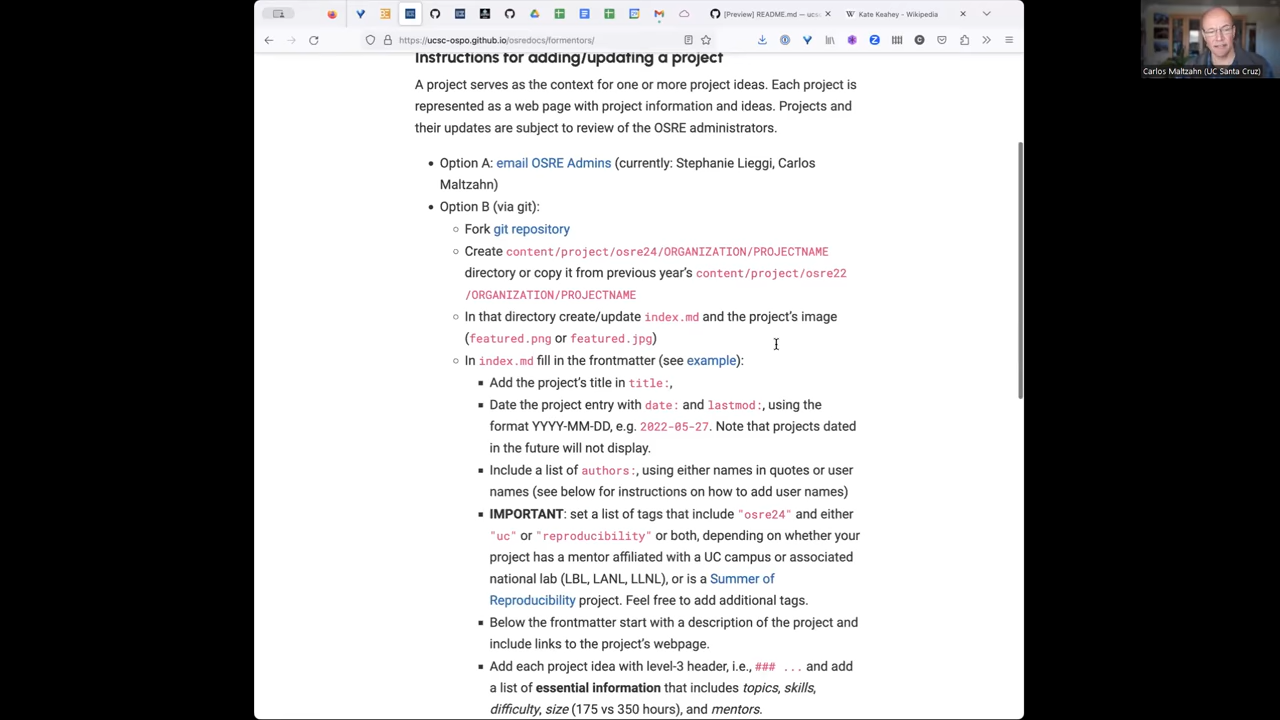 [Preview] README.md — ucs
Kate Keahey - Wikipedia
https://ucsc-ospo.github.io/osredocs/formentors/
Carlos Maltzahn (UC Santa Cruz)
Instructions for adding/updating a project
A project serves as the context for one or more project ideas. Each project is
represented as a web page with project information and ideas. Projects and
their updates are subject to review of the OSRE administrators.
• Option A: email OSRE Admins (currently: Stephanie Lieggi, Carlos
Maltzahn)
• Option B (via git):
◦ Fork git repository
◦ Create content/project/osre24/ORGANIZATION/PROJECTNAME
directory or copy it from previous year's content/project/osre22
/ORGANIZATION/PROJECTNAME
◦ In that directory create/update index.md and the project's image
(featured.png or featured.jpg)
◦ In index.md fill in the frontmatter (see example):
▪ Add the project's title in title:,
▪ Date the project entry with date: and lastmod:, using the
format YYYY-MM-DD, e.g. 2022-05-27. Note that projects dated
in the future will not display.
▪ Include a list of authors:, using either names in quotes or user
names (see below for instructions on how to add user names)
▪ IMPORTANT: set a list of tags that include "osre24" and either
"uc" or "reproducibility" or both, depending on whether your
project has a mentor affiliated with a UC campus or associated
national lab (LBL, LANL, LLNL), or is a Summer of
Reproducibility project. Feel free to add additional tags.
▪ Below the frontmatter start with a description of the project and
include links to the project's webpage.
▪ Add each project idea with level-3 header, i.e., ### ... and add
a list of essential information that includes topics, skills,
difficulty, size (175 vs 350 hours), and mentors.